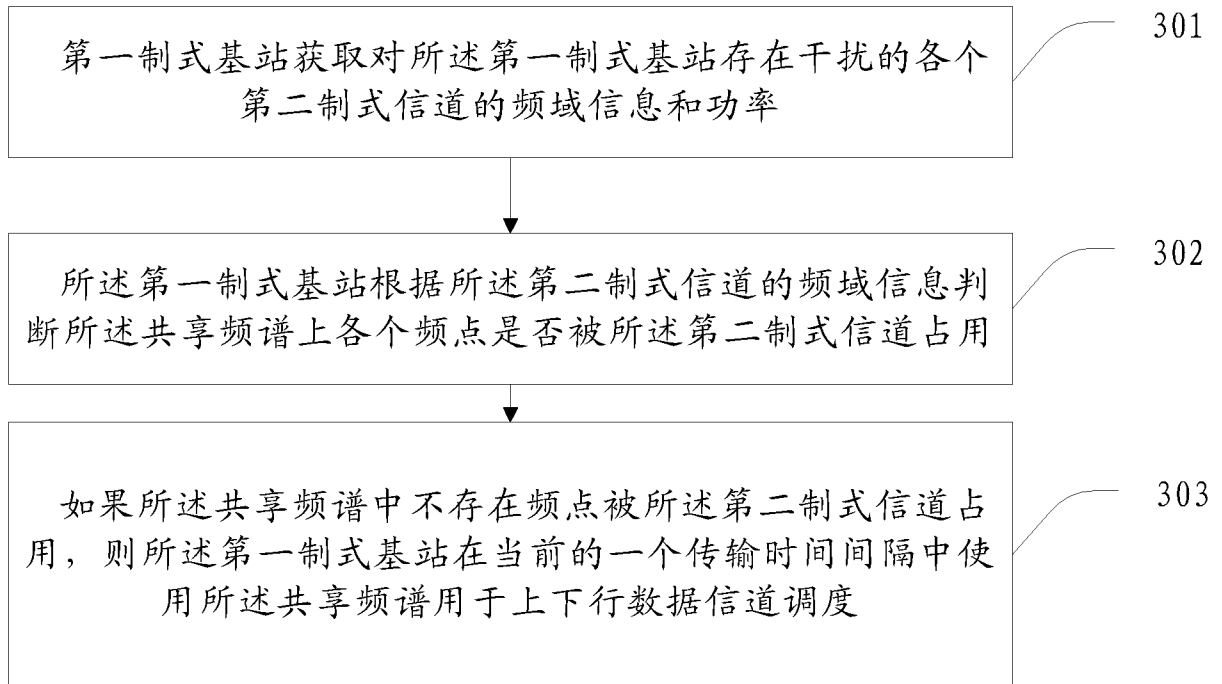 第一制式基站获取对所述第一制式基站存在干扰的各个
第二制式信道的频域信息和功率
301
所述第一制式基站根据所述第二制式信道的频域信息判
断所述共享频谱上各个频点是否被所述第二制式信道占用
302
如果所述共享频谱中不存在频点被所述第二制式信道占
用，则所述第一制式基站在当前的一个传输时间间隔中使
用所述共享频谱用于上下行数据信道调度
303